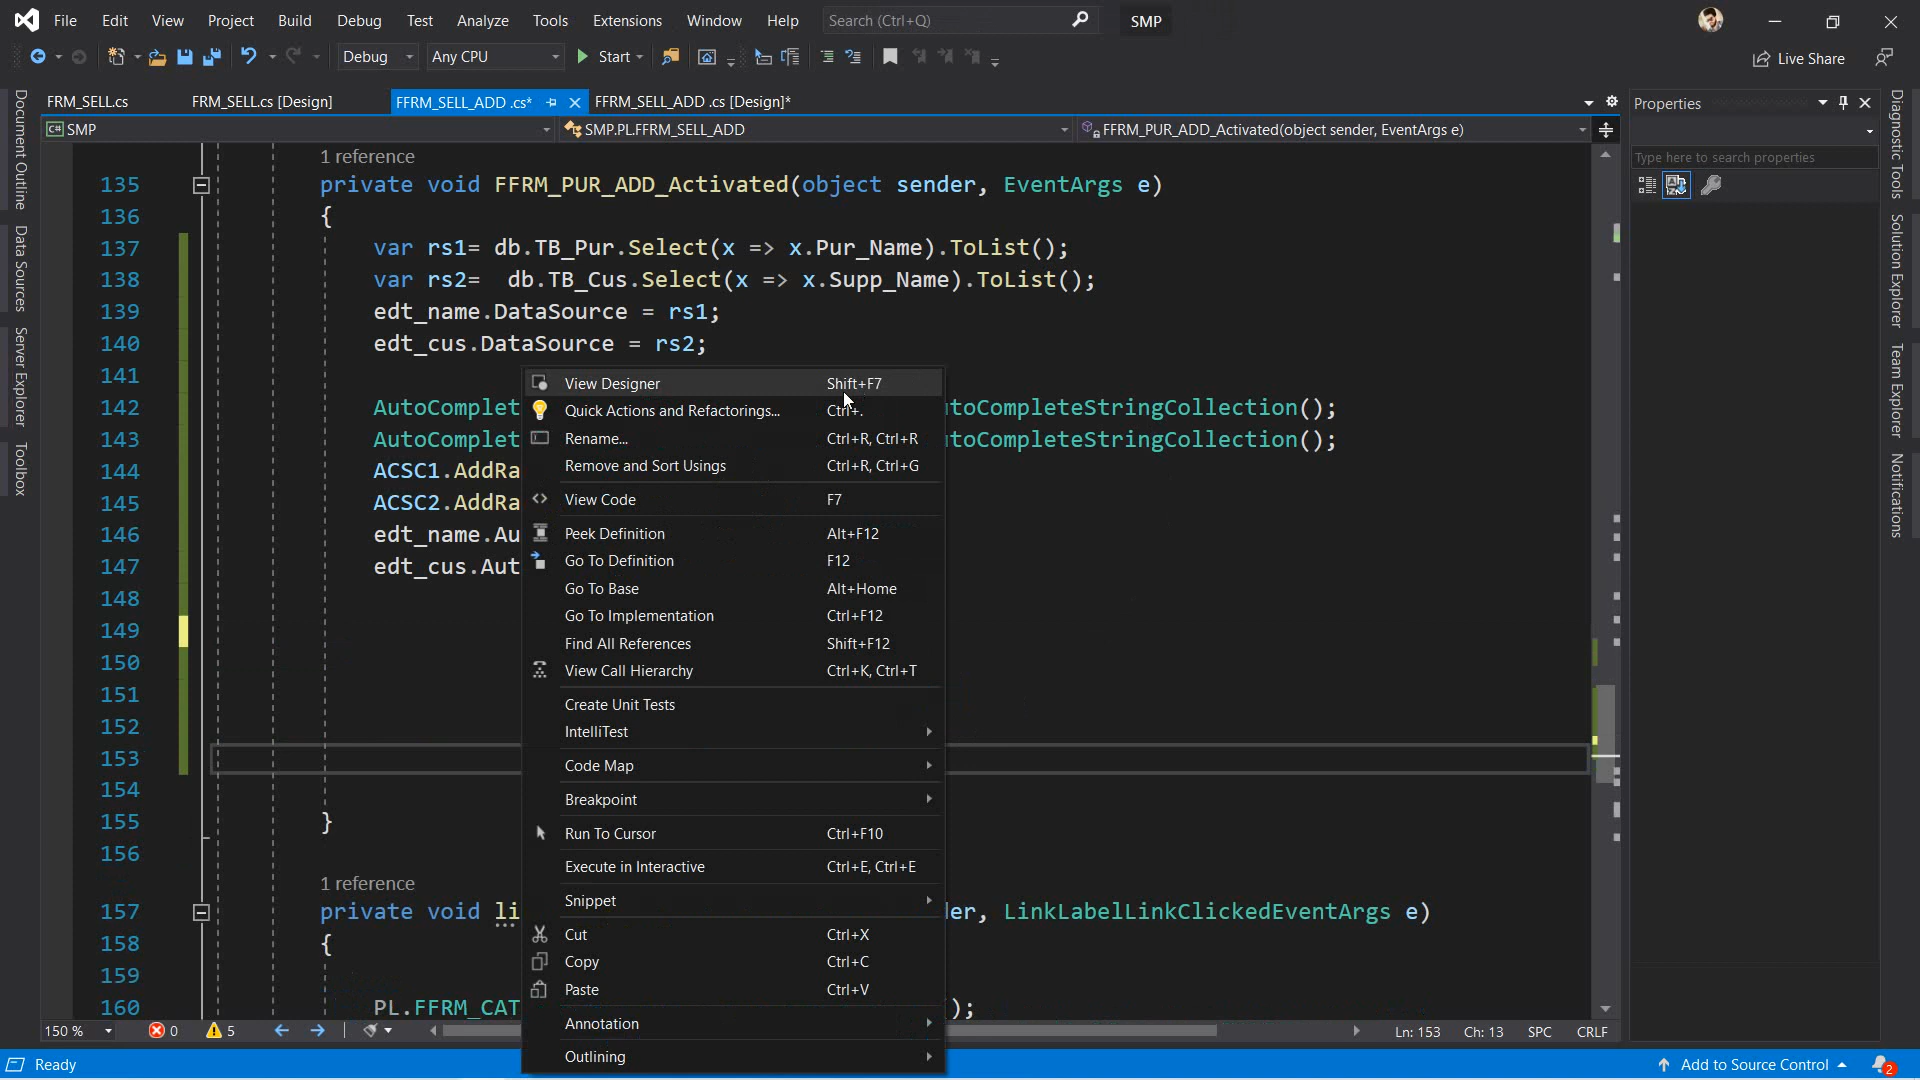 File Edit View Project Build Debug Test Analyze Tools Extensions Window Help Search (Ctrl+Q) SMP
Debug Any CPU Start Live Share
FRM_SELL.cs FRM_SELL.cs [Design] FFRM_SELL_ADD .cs* FFRM_SELL_ADD .cs [Design]* Properties
C# SMP SMP.PL.FFRM_SELL_ADD FFRM_PUR_ADD_Activated(object sender, EventArgs e)
Type here to search properties
Document Outline
Data Sources
Server Explorer
Toolbox
1 reference
135 private void FFRM_PUR_ADD_Activated(object sender, EventArgs e)
136 {
137 var rs1= db.TB_Pur.Select(x => x.Pur_Name).ToList();
138 var rs2= db.TB_Cus.Select(x => x.Supp_Name).ToList();
139 edt_name.DataSource = rs1;
140 edt_cus.DataSource = rs2;
141
142 AutoComplet utoCompleteStringCollection();
143 AutoComplet utoCompleteStringCollection();
144 ACSC1.AddRa
145 ACSC2.AddRa
146 edt_name.Au
147 edt_cus.Aut
148
149
150
151
152
153
154
155 }
156
1 reference
157 private void li der, LinkLabelLinkClickedEventArgs e)
158 {
159
160 PL.FFRM_CAT );
View Designer Shift+F7
Quick Actions and Refactorings... Ctrl+.
Rename... Ctrl+R, Ctrl+R
Remove and Sort Usings Ctrl+R, Ctrl+G
View Code F7
Peek Definition Alt+F12
Go To Definition F12
Go To Base Alt+Home
Go To Implementation Ctrl+F12
Find All References Shift+F12
View Call Hierarchy Ctrl+K, Ctrl+T
Create Unit Tests
IntelliTest
Code Map
Breakpoint
Run To Cursor Ctrl+F10
Execute in Interactive Ctrl+E, Ctrl+E
Snippet
Cut Ctrl+X
Copy Ctrl+C
Paste Ctrl+V
Annotation
Outlining
Diagnostic Tools
Solution Explorer
Team Explorer
Notifications
150 % 0 5 Ln: 153 Ch: 13 SPC CRLF
Ready Add to Source Control 2